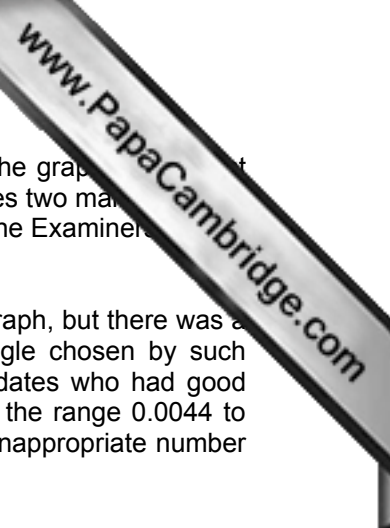 www.PapaCambridge.com
he grap t
es two ma
he Examiners
raph, but there was a
gle chosen by such
dates who had good
the range 0.0044 to
nappropriate number